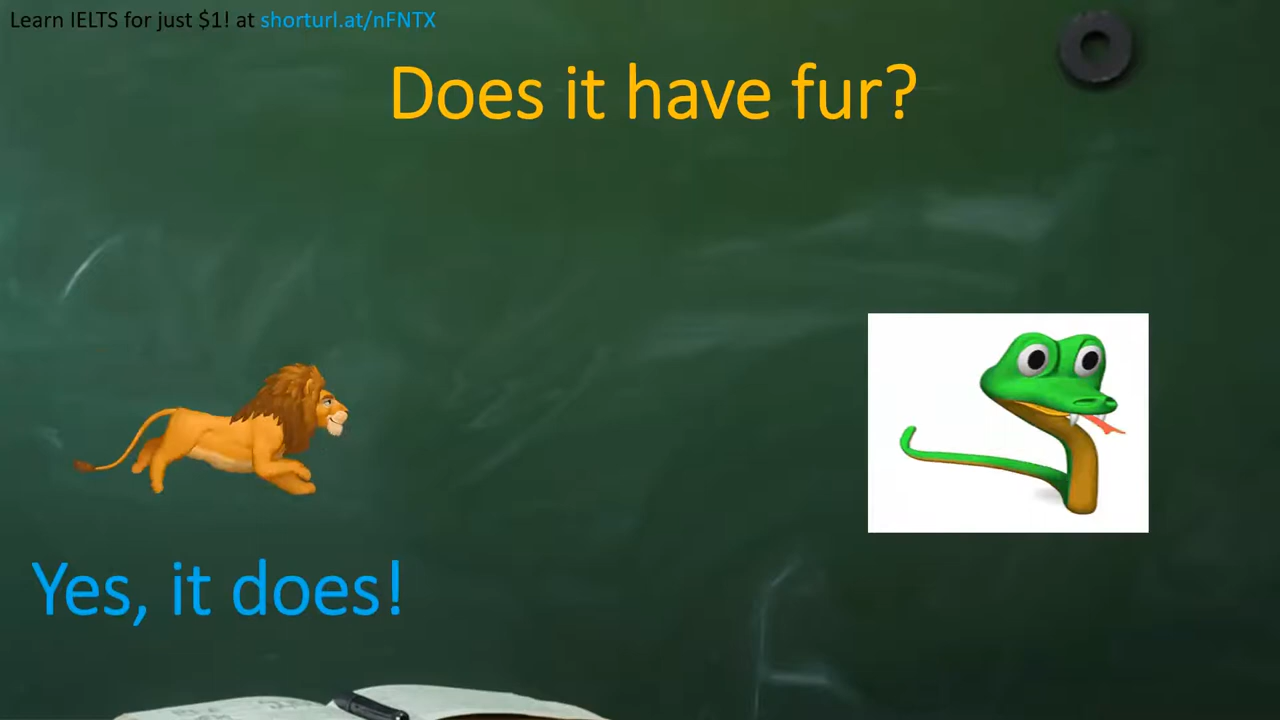 Learn IELTS for just $1! at shorturl.at/nFNTX
Does it have fur?
Yes, it does!